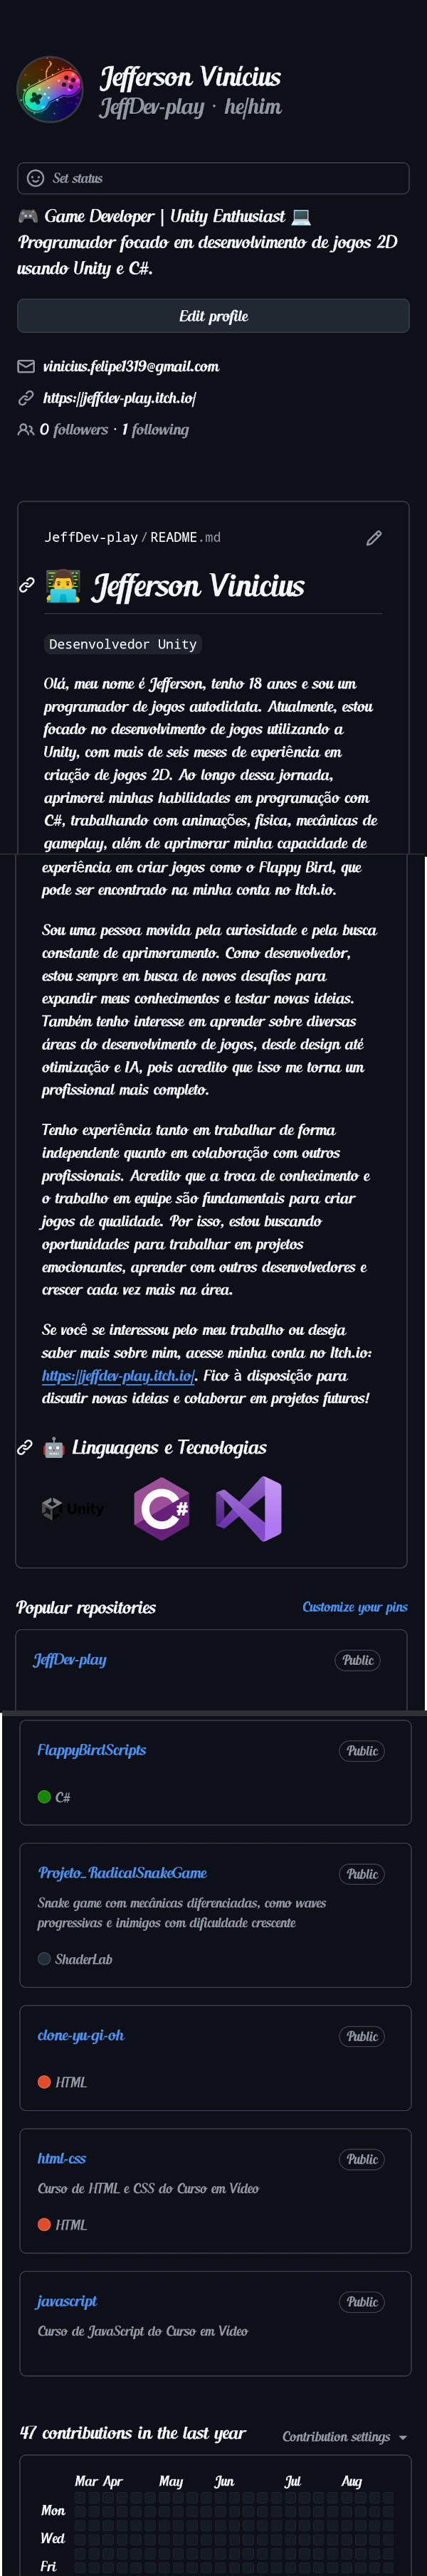 Jefferson Vinícius
JeffDev-play · he/him
Set status
🎮 Game Developer | Unity Enthusiast 💻
Programador focado em desenvolvimento de jogos 2D
usando Unity e C#.
Edit profile
vinicius.felipe1319@gmail.com
https://jeffdev-play.itch.io/
0 followers · 1 following
JeffDev-play / README.md
👨‍💻 Jefferson Vinicius
Desenvolvedor Unity
Olá, meu nome é Jefferson, tenho 18 anos e sou um
programador de jogos autodidata. Atualmente, estou
focado no desenvolvimento de jogos utilizando a
Unity, com mais de seis meses de experiência em
criação de jogos 2D. Ao longo dessa jornada,
aprimorei minhas habilidades em programação com
C#, trabalhando com animações, física, mecânicas de
gameplay, além de aprimorar minha capacidade de
experiência em criar jogos como o Flappy Bird, que
pode ser encontrado na minha conta no Itch.io.
Sou uma pessoa movida pela curiosidade e pela busca
constante de aprimoramento. Como desenvolvedor,
estou sempre em busca de novos desafios para
expandir meus conhecimentos e testar novas ideias.
Também tenho interesse em aprender sobre diversas
áreas do desenvolvimento de jogos, desde design até
otimização e IA, pois acredito que isso me torna um
profissional mais completo.
Tenho experiência tanto em trabalhar de forma
independente quanto em colaboração com outros
profissionais. Acredito que a troca de conhecimento e
o trabalho em equipe são fundamentais para criar
jogos de qualidade. Por isso, estou buscando
oportunidades para trabalhar em projetos
emocionantes, aprender com outros desenvolvedores e
crescer cada vez mais na área.
Se você se interessou pelo meu trabalho ou deseja
saber mais sobre mim, acesse minha conta no Itch.io:
https://jeffdev-play.itch.io/. Fico à disposição para
discutir novas ideias e colaborar em projetos futuros!
🤖 Linguagens e Tecnologias
Unity C#
Popular repositories Customize your pins
JeffDev-play Public
FlappyBirdScripts Public
C#
Projeto_RadicalSnakeGame Public
Snake game com mecânicas diferenciadas, como waves
progressivas e inimigos com dificuldade crescente
ShaderLab
clone-yu-gi-oh Public
HTML
html-css Public
Curso de HTML e CSS do Curso em Vídeo
HTML
javascript Public
Curso de JavaScript do Curso em Vídeo
47 contributions in the last year Contribution settings
Mar Apr May Jun Jul Aug
Mon
Wed
Fri